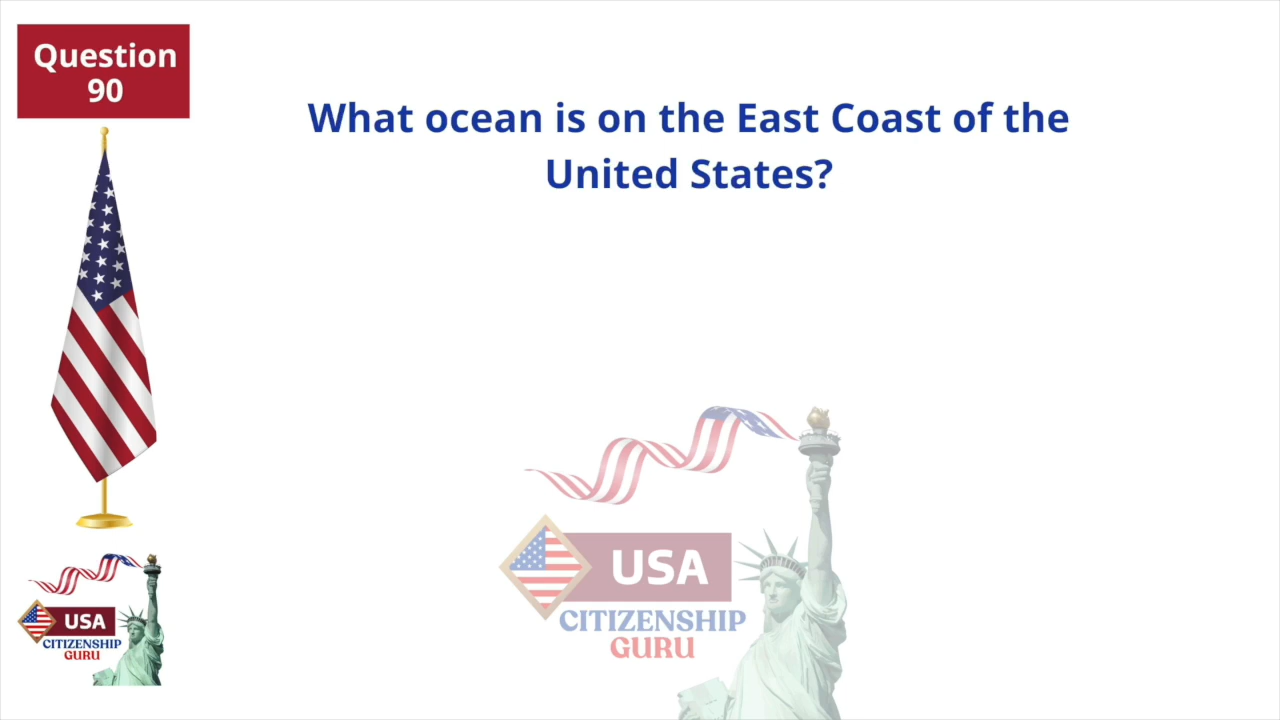 Question
90
What ocean is on the East Coast of the
United States?
USA
CITIZENSHIP
GURU
USA
CITIZENSHIP
GURU